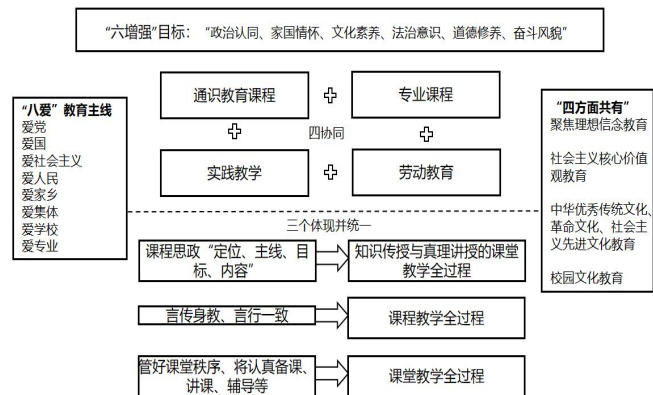 “六增强”目标：“政治认同、家国情怀、文化素养、法治意识、道德修养、奋斗风貌”
“八爱”教育主线
爱党
爱国
爱社会主义
爱人民
爱家乡
爱集体
爱学校
爱专业
通识教育课程
专业课程
四协同
实践教学
劳动教育
“四方面共有”
聚焦理想信念教育
社会主义核心价值
观教育
中华优秀传统文化、
革命文化、社会主
义先进文化教育
校园文化教育
三个体现并统一
课程思政“定位、主线、目
标、内容”
知识传授与真理讲授的课堂
教学全过程
言传身教、言行一致
课程教学全过程
管好课堂秩序、将认真备课、
讲课、辅导等
课堂教学全过程